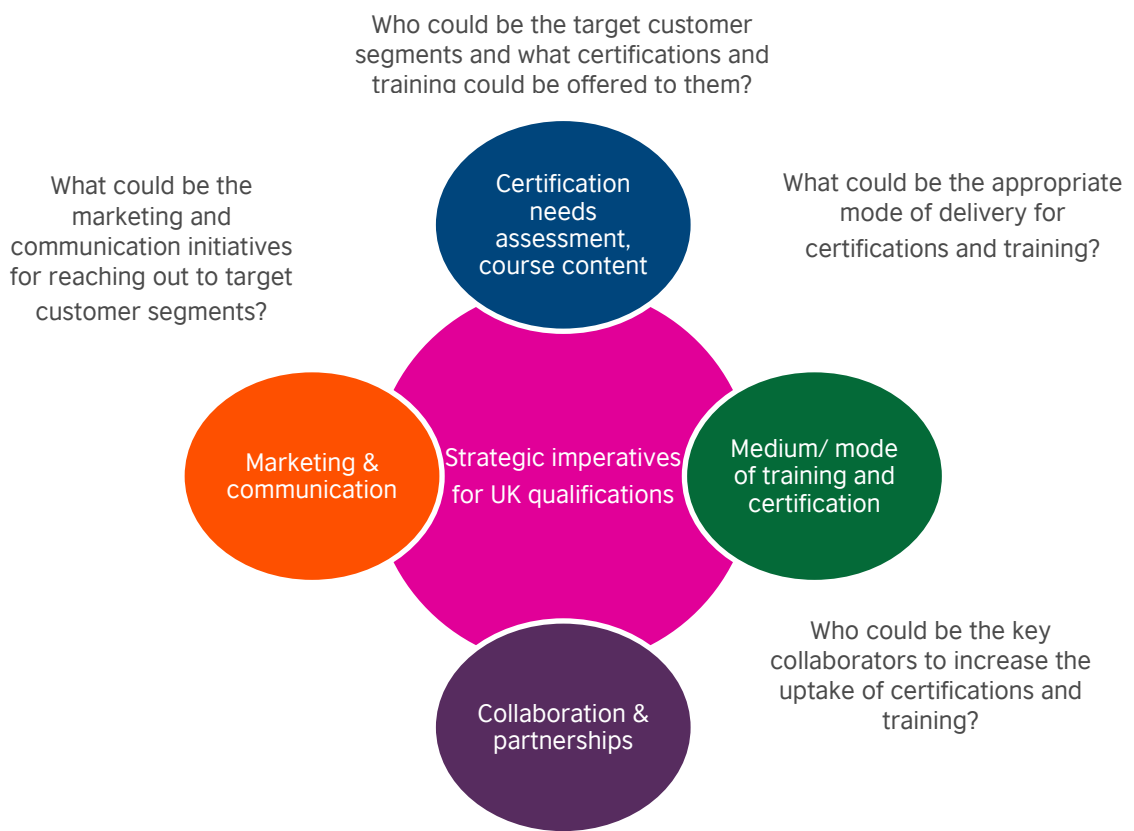 Who could be the target customer
segments and what certifications and
training could be offered to them?
What could be the
marketing and
communication initiatives
for reaching out to target
customer segments?
Certification
needs
assessment,
course content
What could be the appropriate
mode of delivery for
certifications and training?
Marketing &
communication
Strategic imperatives
for UK qualifications
Medium/ mode
of training and
certification
Who could be the key
collaborators to increase the
uptake of certifications and
training?
Collaboration &
partnerships